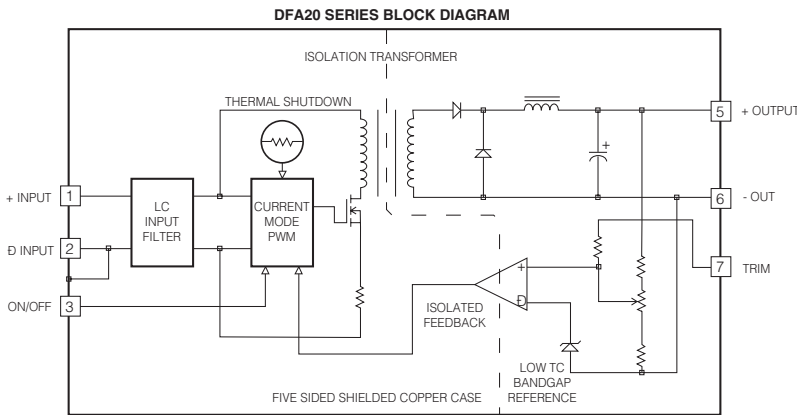 DFA20 SERIES BLOCK DIAGRAM
ISOLATION TRANSFORMER
THERMAL SHUTDOWN
5
+ OUTPUT
+ INPUT
1
LC
INPUT
FILTER
CURRENT
MODE
PWM
6
- OUT
Ð INPUT
2
7
TRIM
ON/OFF
3
+
Ð
+
ISOLATED
FEEDBACK
LOW TC
BANDGAP
REFERENCE
FIVE SIDED SHIELDED COPPER CASE